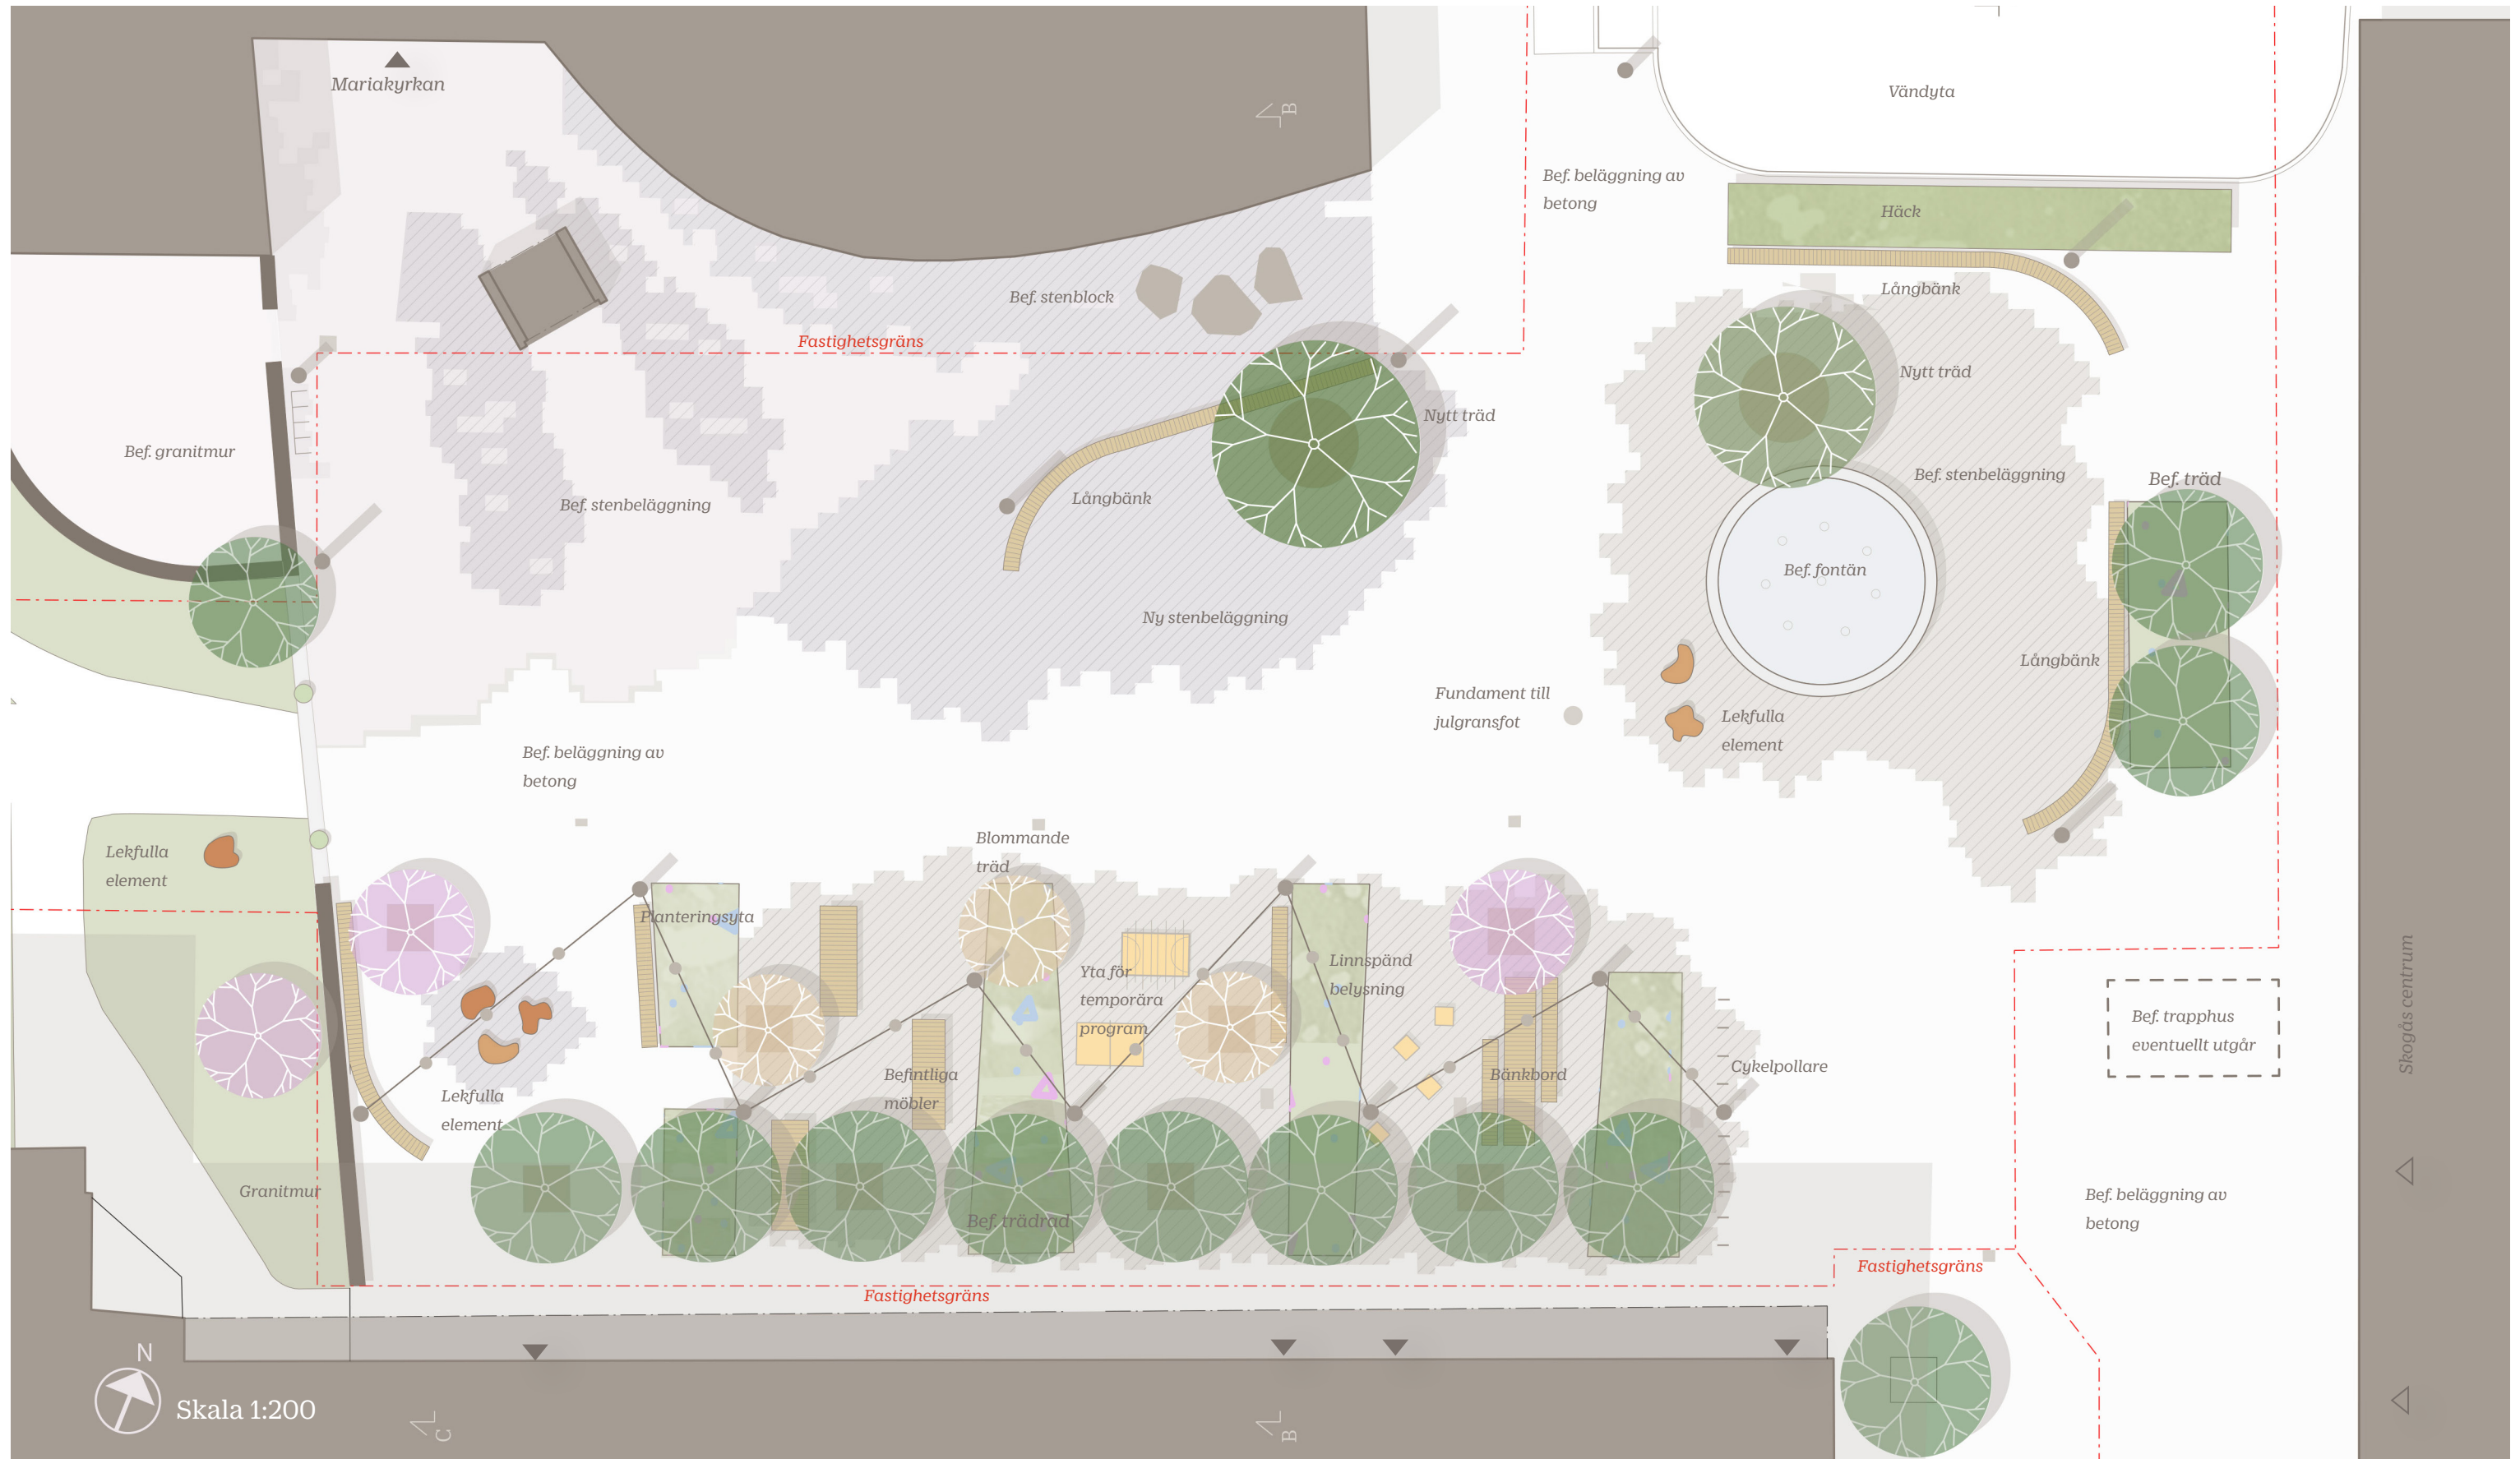 Mariakyrkan
B
Vändyta
Bef. beläggning av
betong
Häck
Långbänk
Bef. stenblock
Fastighetsgräns
Nytt träd
Nytt träd
Bef. granitmur
Bef. stenbeläggning
Långbänk
Bef. stenbeläggning
Bef. träd
Bef. fontän
Ny stenbeläggning
Långbänk
Fundament till
julgransfot
Lekfulla
element
Bef. beläggning av
betong
Lekfulla
element
Blommande
träd
Planteringsyta
Yta för
temporära
program
Linnspänd
belysning
Befintliga
möbler
Bänkbord
Cykelpollare
Lekfulla
element
Bef. trapphus
eventuellt utgår
Skogås centrum
Granitmur
Bef. trädrad
Bef. beläggning av
betong
Fastighetsgräns
Fastighetsgräns
N
Skala 1:200
C
B